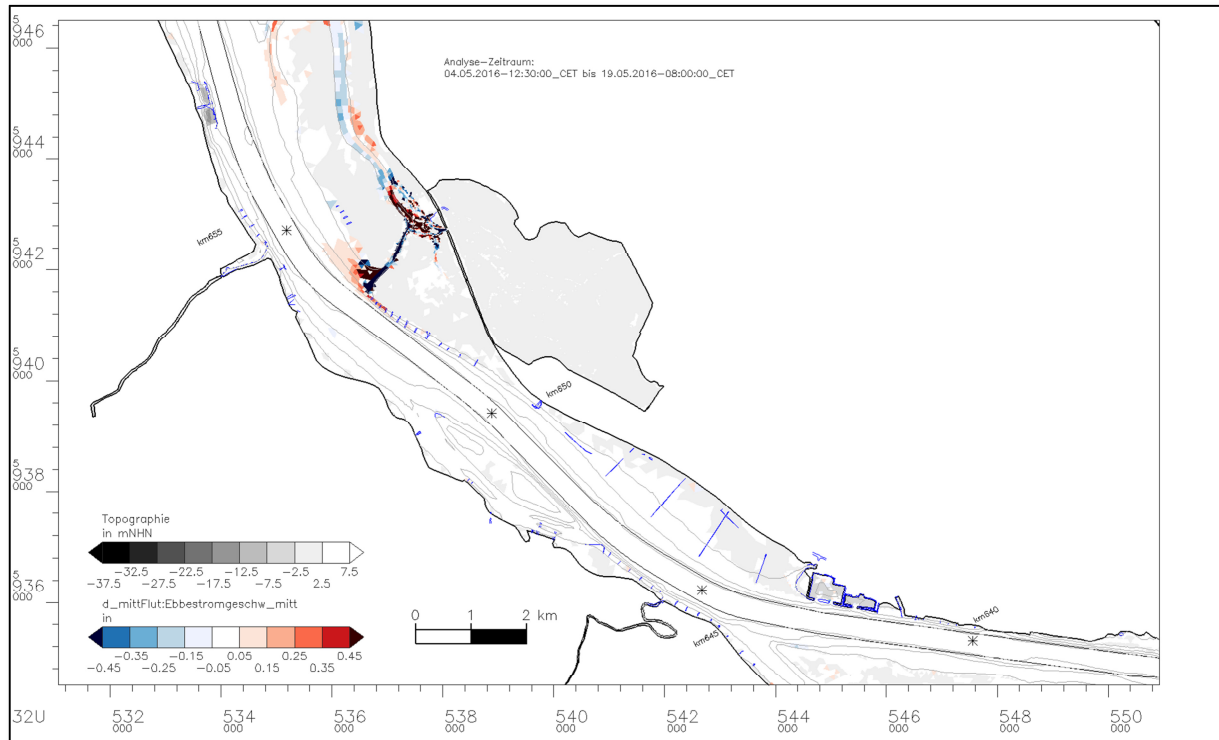 5
946
000
Analyse-Zeitraum:
04.05.2016-12:30:00_CET bis 19.05.2016-08:00:00_CET
5
944
000
km655
5
942
000
5
940
000
km650
5
938
000
Topographie
in mNHN
-32.5 -22.5 -12.5 -7.5 7.5
-37.5 -27.5 -17.5 -7.5 2.5
5
936
000
d_mittFlut:Ebbestromgeschw_mitt
in
0 1 2 km
km640
km645
-0.35 -0.15 0.05 0.25 0.45
-0.45 -0.25 -0.05 0.15 0.35
32U
532
000
534
000
536
000
538
000
540
000
542
000
544
000
546
000
548
000
550
000